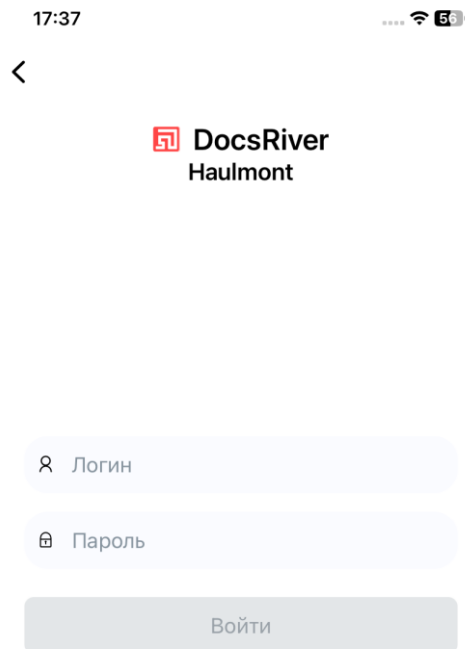 17:37
56
DocsRiver
Haulmont
Логин
Пароль
Войти